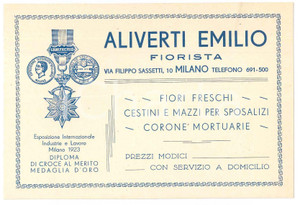 ALIVERTI EMILIO
FIORISTA
VIA FILIPPO SASSETTI, 10 MILANO TELEFONO 691-500
FIORI FRESCHI
CESTINI E MAZZI PER SPOSALIZI
CORONE MORTUARIE
Esposizione Internazionale
Industrie e Lavoro
Milano 1923
DIPLOMA
DI CROCE AL MERITO
MEDAGLIA D'ORO
PREZZI MODICI
CON SERVIZIO A DOMICILIO